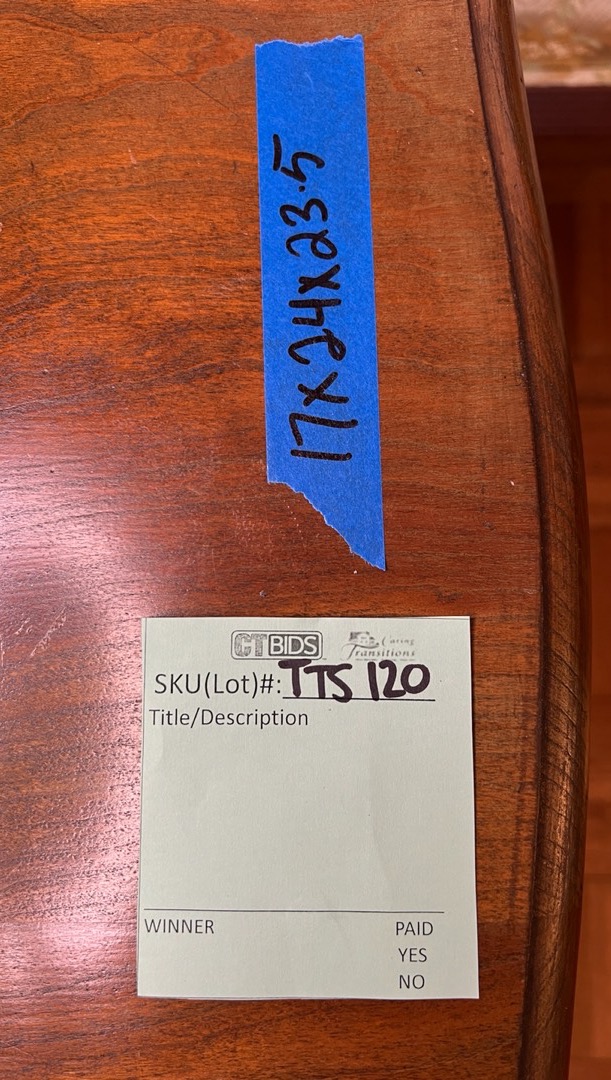 17x24x23.5
CTBIDS
Caring
Transitions
SKU(Lot)#: TTS 120
Title/Description
WINNER PAID
YES
NO